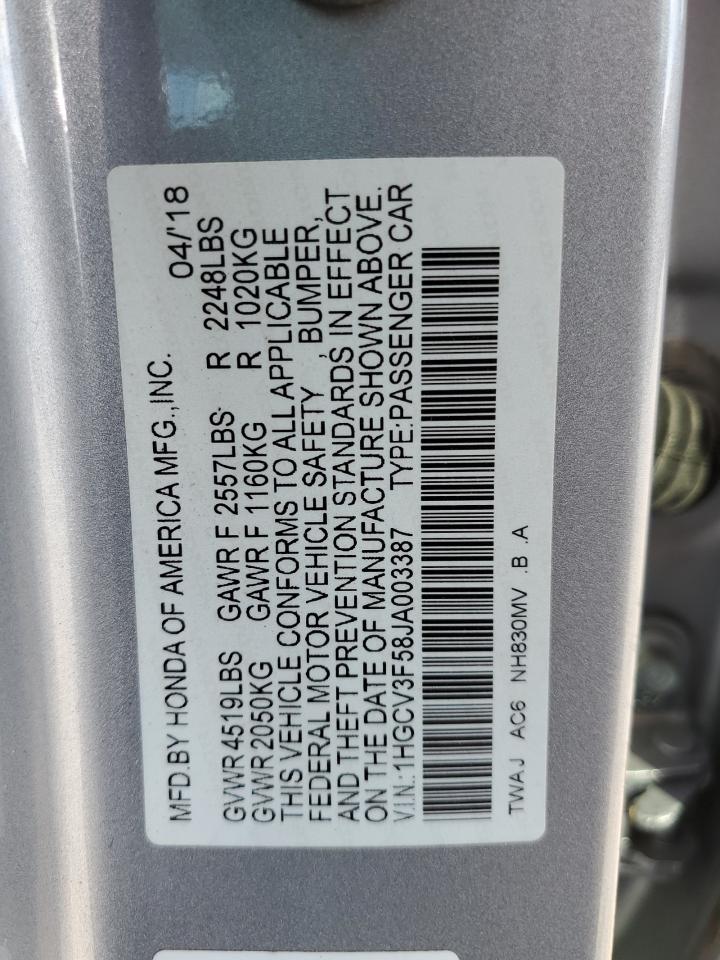 MFD.BY HONDA OF AMERICA MFG.,INC. 04/'18
GVWR 4519LBS GAWR F 2557LBS R 2248LBS
GVWR 2050KG GAWR F 1160KG R 1020KG
THIS VEHICLE CONFORMS TO ALL APPLICABLE
FEDERAL MOTOR VEHICLE SAFETY , BUMPER,
AND THEFT PREVENTION STANDARDS IN EFFECT
ON THE DATE OF MANUFACTURE SHOWN ABOVE.
V.I.N.:1HGCV3F58JA003387 TYPE:PASSENGER CAR
TWAJ AC6 NH830MV .B .A